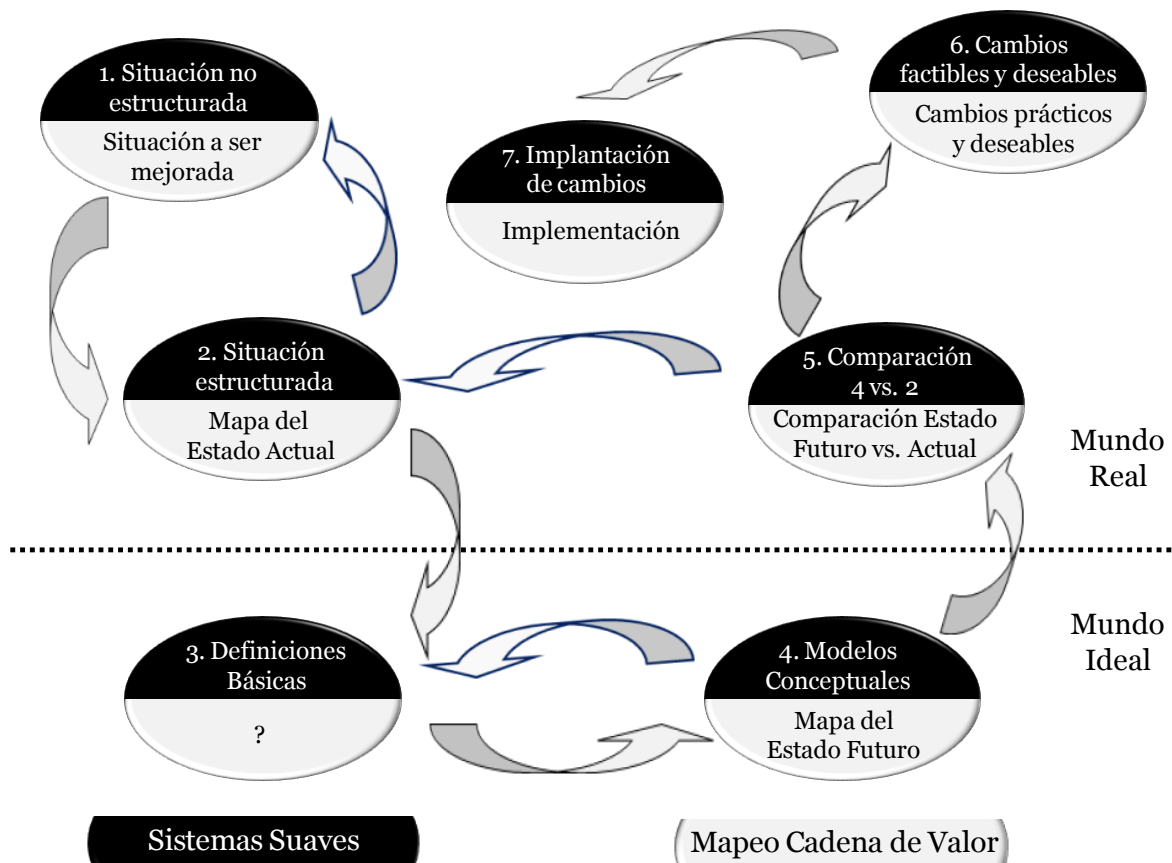 1. Situación no
estructurada
Situación a ser
mejorada
6. Cambios
factibles y deseables
Cambios prácticos
y deseables
7. Implantación
de cambios
Implementación
2. Situación
estructurada
Mapa del
Estado Actual
5. Comparación
4 vs. 2
Comparación Estado
Futuro vs. Actual
Mundo
Real
3. Definiciones
Básicas
?
4. Modelos
Conceptuales
Mapa del
Estado Futuro
Mundo
Ideal
Sistemas Suaves
Mapeo Cadena de Valor